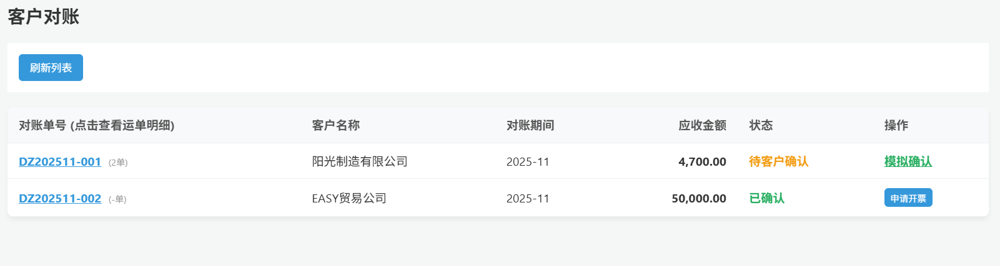 客户对账
刷新列表
对账单号 (点击查看运单明细) 客户名称 对账期间 应收金额 状态 操作
DZ202511-001 (2单) 阳光制造有限公司 2025-11 4,700.00 待客户确认 模拟确认
DZ202511-002 (-单) EASY贸易公司 2025-11 50,000.00 已确认 申请开票